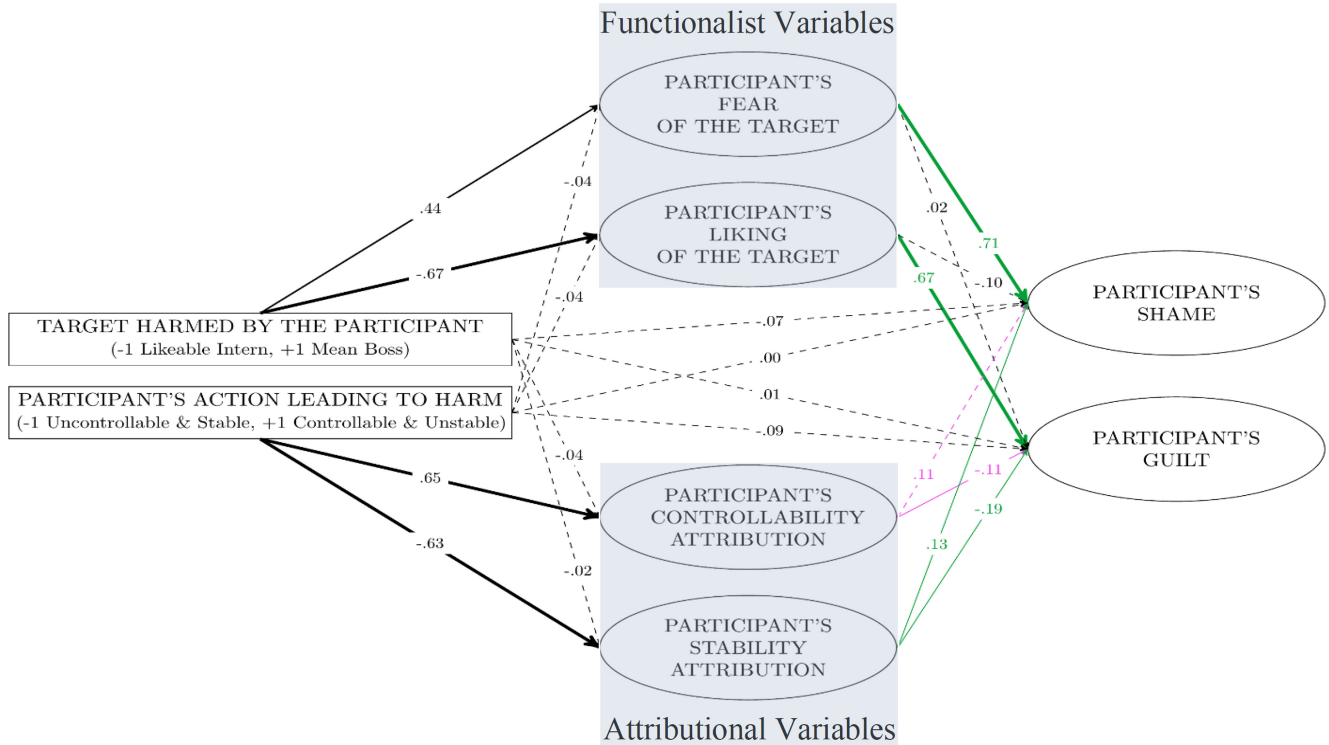 Functionalist Variables
PARTICIPANT'S
FEAR
OF THE TARGET
-.04
.44
PARTICIPANT'S
LIKING
OF THE TARGET
.02
.71
-.67
.67
-.10
-.04
PARTICIPANT'S
SHAME
TARGET HARMED BY THE PARTICIPANT
(-1 Likeable Intern, +1 Mean Boss)
-.07
.00
PARTICIPANT'S ACTION LEADING TO HARM
(-1 Uncontrollable & Stable, +1 Controllable & Unstable)
.01
-.09
PARTICIPANT'S
GUILT
-.04
.65
PARTICIPANT'S
CONTROLLABILITY
ATTRIBUTION
.11
-.11
-.19
-.63
.13
-.02
PARTICIPANT'S
STABILITY
ATTRIBUTION
Attributional Variables